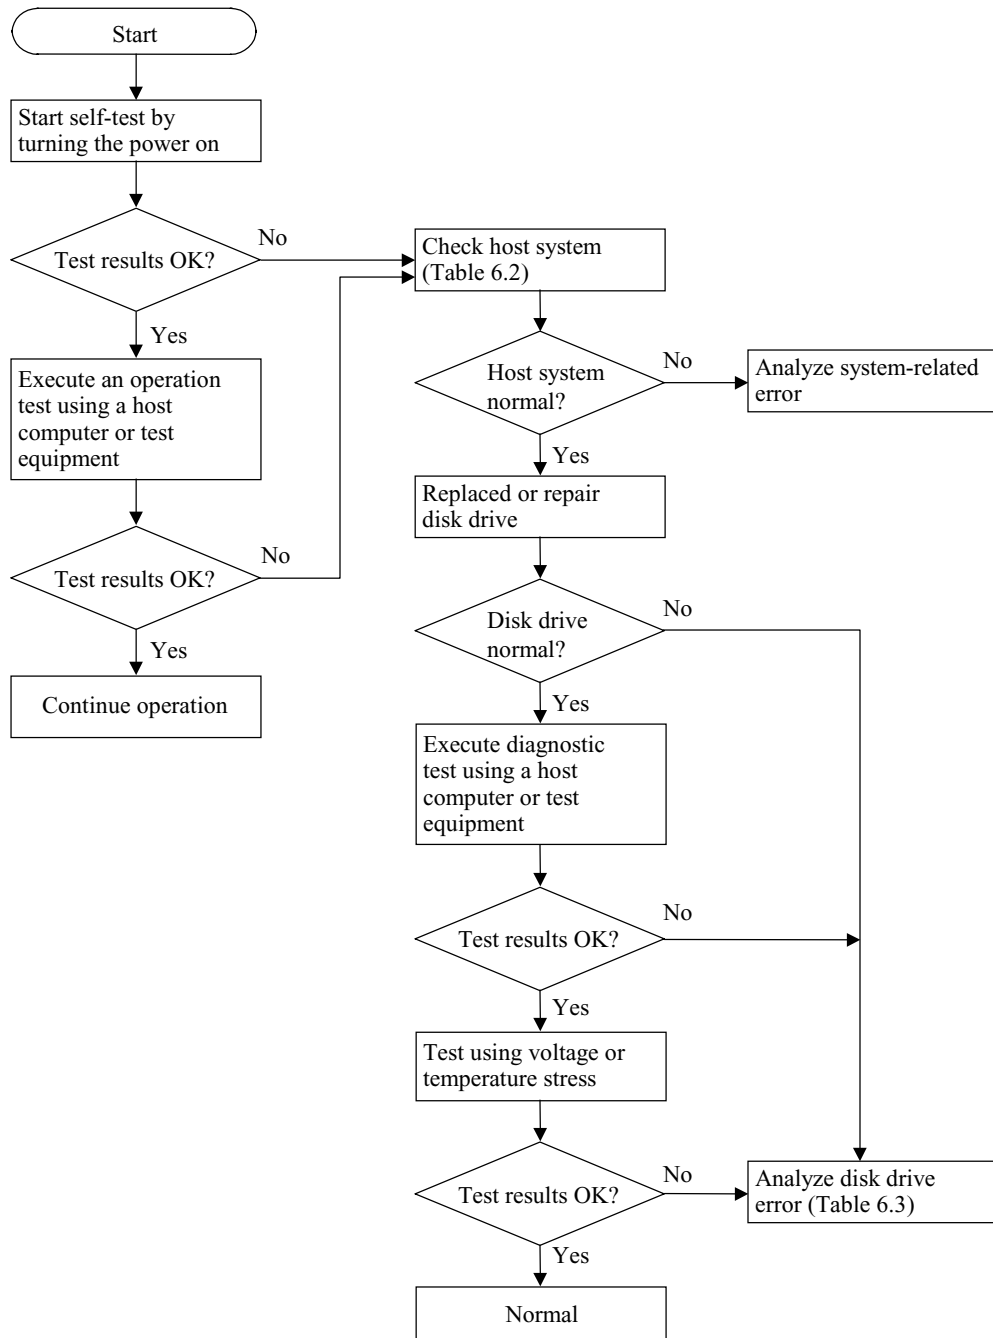 Start
Start self-test by
turning the power on
Test results OK?
No
Yes
Execute an operation
test using a host
computer or test
equipment
Test results OK?
No
Yes
Continue operation
Check host system
(Table 6.2)
Host system
normal?
No
Analyze system-related
error
Yes
Replaced or repair
disk drive
Disk drive
normal?
No
Yes
Execute diagnostic
test using a host
computer or test
equipment
Test results OK?
No
Yes
Test using voltage or
temperature stress
Test results OK?
No
Analyze disk drive
error (Table 6.3)
Yes
Normal